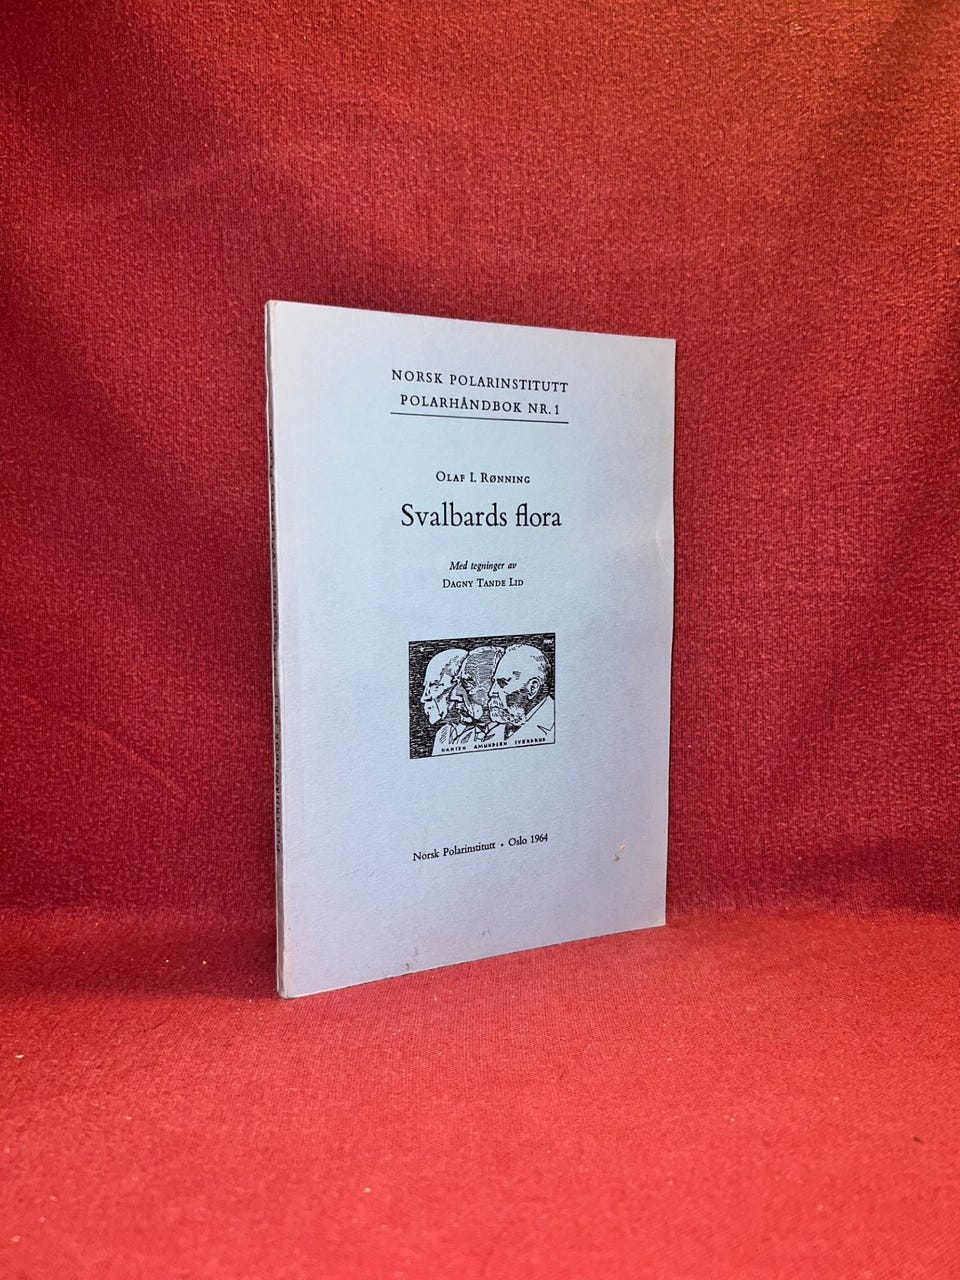 NORSK POLARINSTITUTT
POLARHÅNDBOK NR. 1
OLAF I. RØNNING
Svalbards flora
Med tegninger av
DAGNY TANDE LID
NANSEN AMUNDSEN SVERDRUP
Norsk Polarinstitutt • Oslo 1964